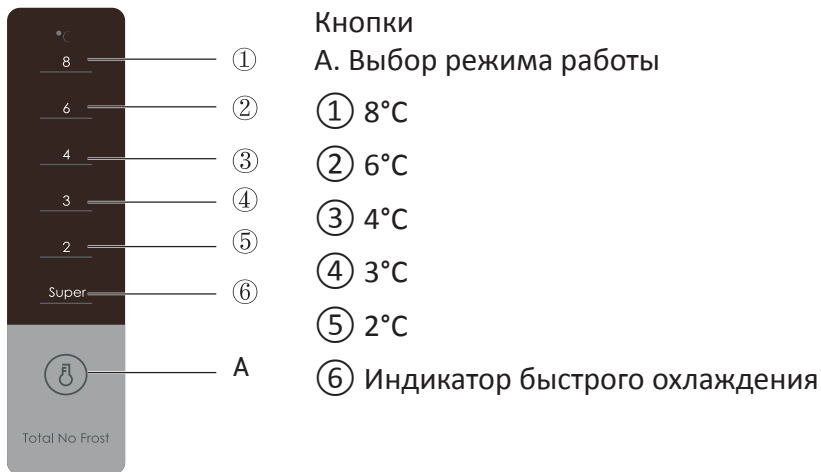 °C
8
①
6
②
4
③
3
④
2
⑤
Super
⑥
A
Total No Frost
Кнопки
А. Выбор режима работы
① 8°C
② 6°C
③ 4°C
④ 3°C
⑤ 2°C
⑥ Индикатор быстрого охлаждения